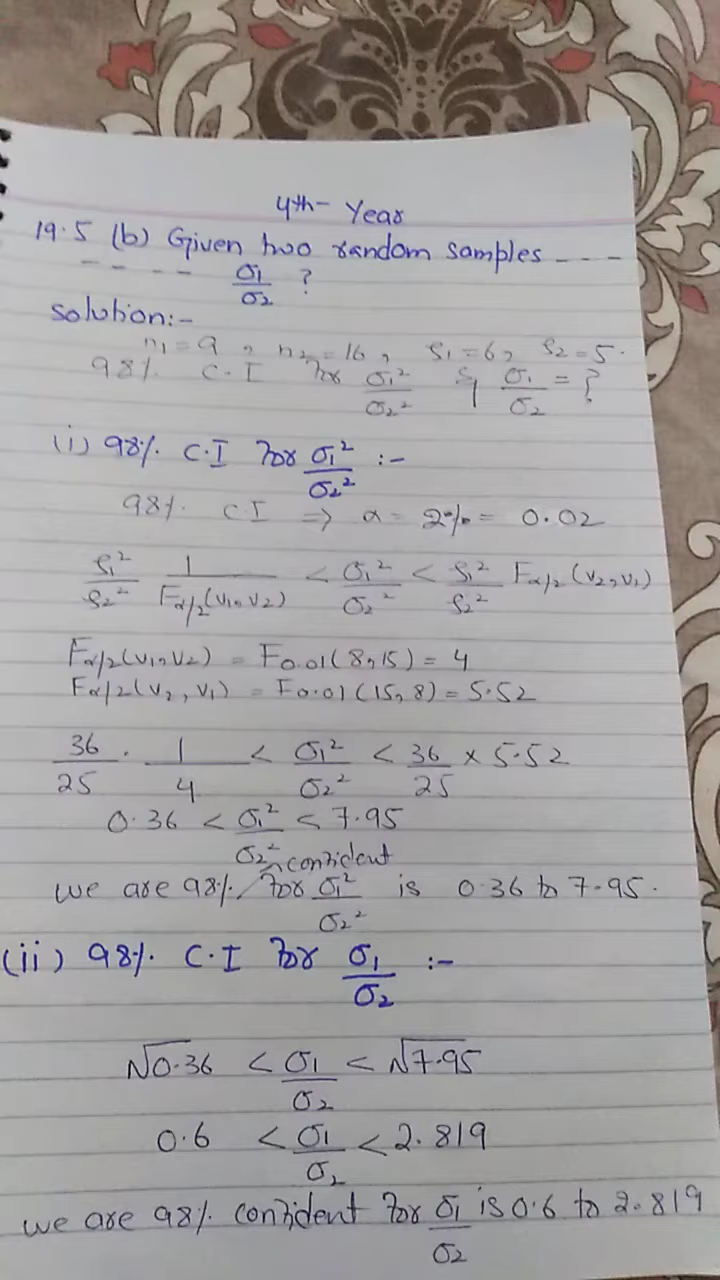 4th- Year
19.5 (b) Given two random samples ---
---- σ1/σ2 ?
Solution:-
n1=9, n2=16, S1=6, S2=5.
98% C.I for σ1²/σ2² & σ1/σ2 = ?
(i) 98% C.I for σ1²/σ2² :-
98% C I ⇒ α = 2% = 0.02
S1²/S2² 1/Fα/2(v1,v2) < σ1²/σ2² < S1²/S2² Fα/2(v2,v1)
Fα/2(v1,v2) = F0.01(8,15) = 4
Fα/2(v2,v1) = F0.01(15,8) = 5.52
36/25 . 1/4 < σ1²/σ2² < 36/25 × 5.52
0.36 < σ1²/σ2² < 7.95
we are 98% confident for σ1²/σ2² is 0.36 to 7.95.
(ii) 98% C.I for σ1/σ2 :-
√0.36 < σ1/σ2 < √7.95
0.6 < σ1/σ2 < 2.819
we are 98% confident for σ1/σ2 is 0.6 to 2.819